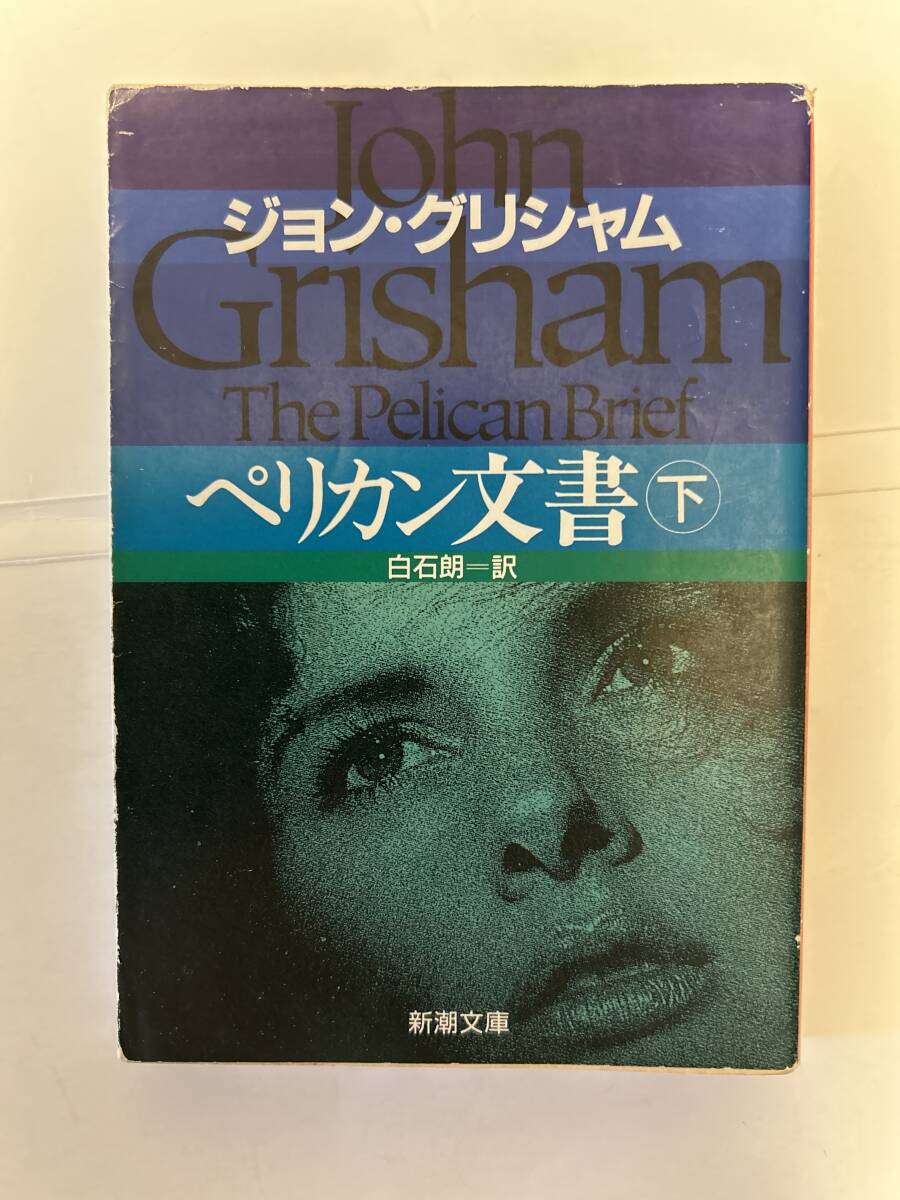 John
ジョン・グリシャム
Grisham
The Pelican Brief
ペリカン文書 下
白石朗=訳
新潮文庫